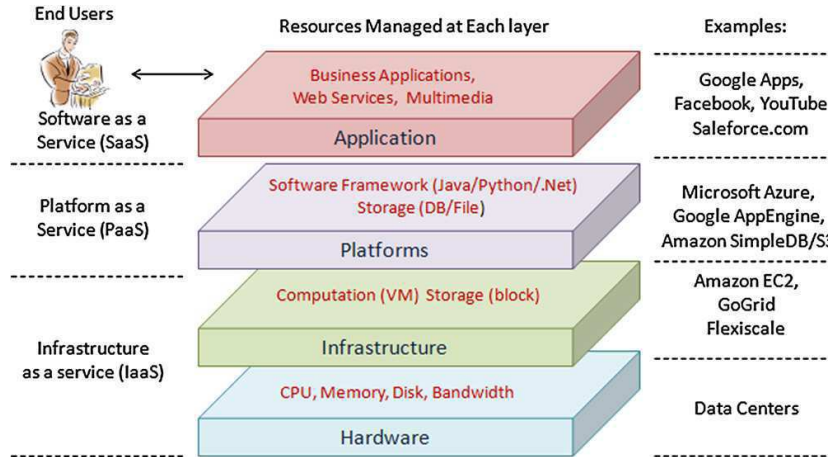 End Users
Resources Managed at Each layer
Examples:
Business Applications,
Web Services, Multimedia
Application
Google Apps,
Facebook, YouTube
Saleforce.com
Software as a
Service (SaaS)
Software Framework (Java/Python/.Net)
Storage (DB/File)
Platforms
Microsoft Azure,
Google AppEngine,
Amazon SimpleDB/S3
Platform as a
Service (PaaS)
Computation (VM) Storage (block)
Infrastructure
Amazon EC2,
GoGrid
Flexiscale
Infrastructure
as a service (IaaS)
CPU, Memory, Disk, Bandwidth
Hardware
Data Centers